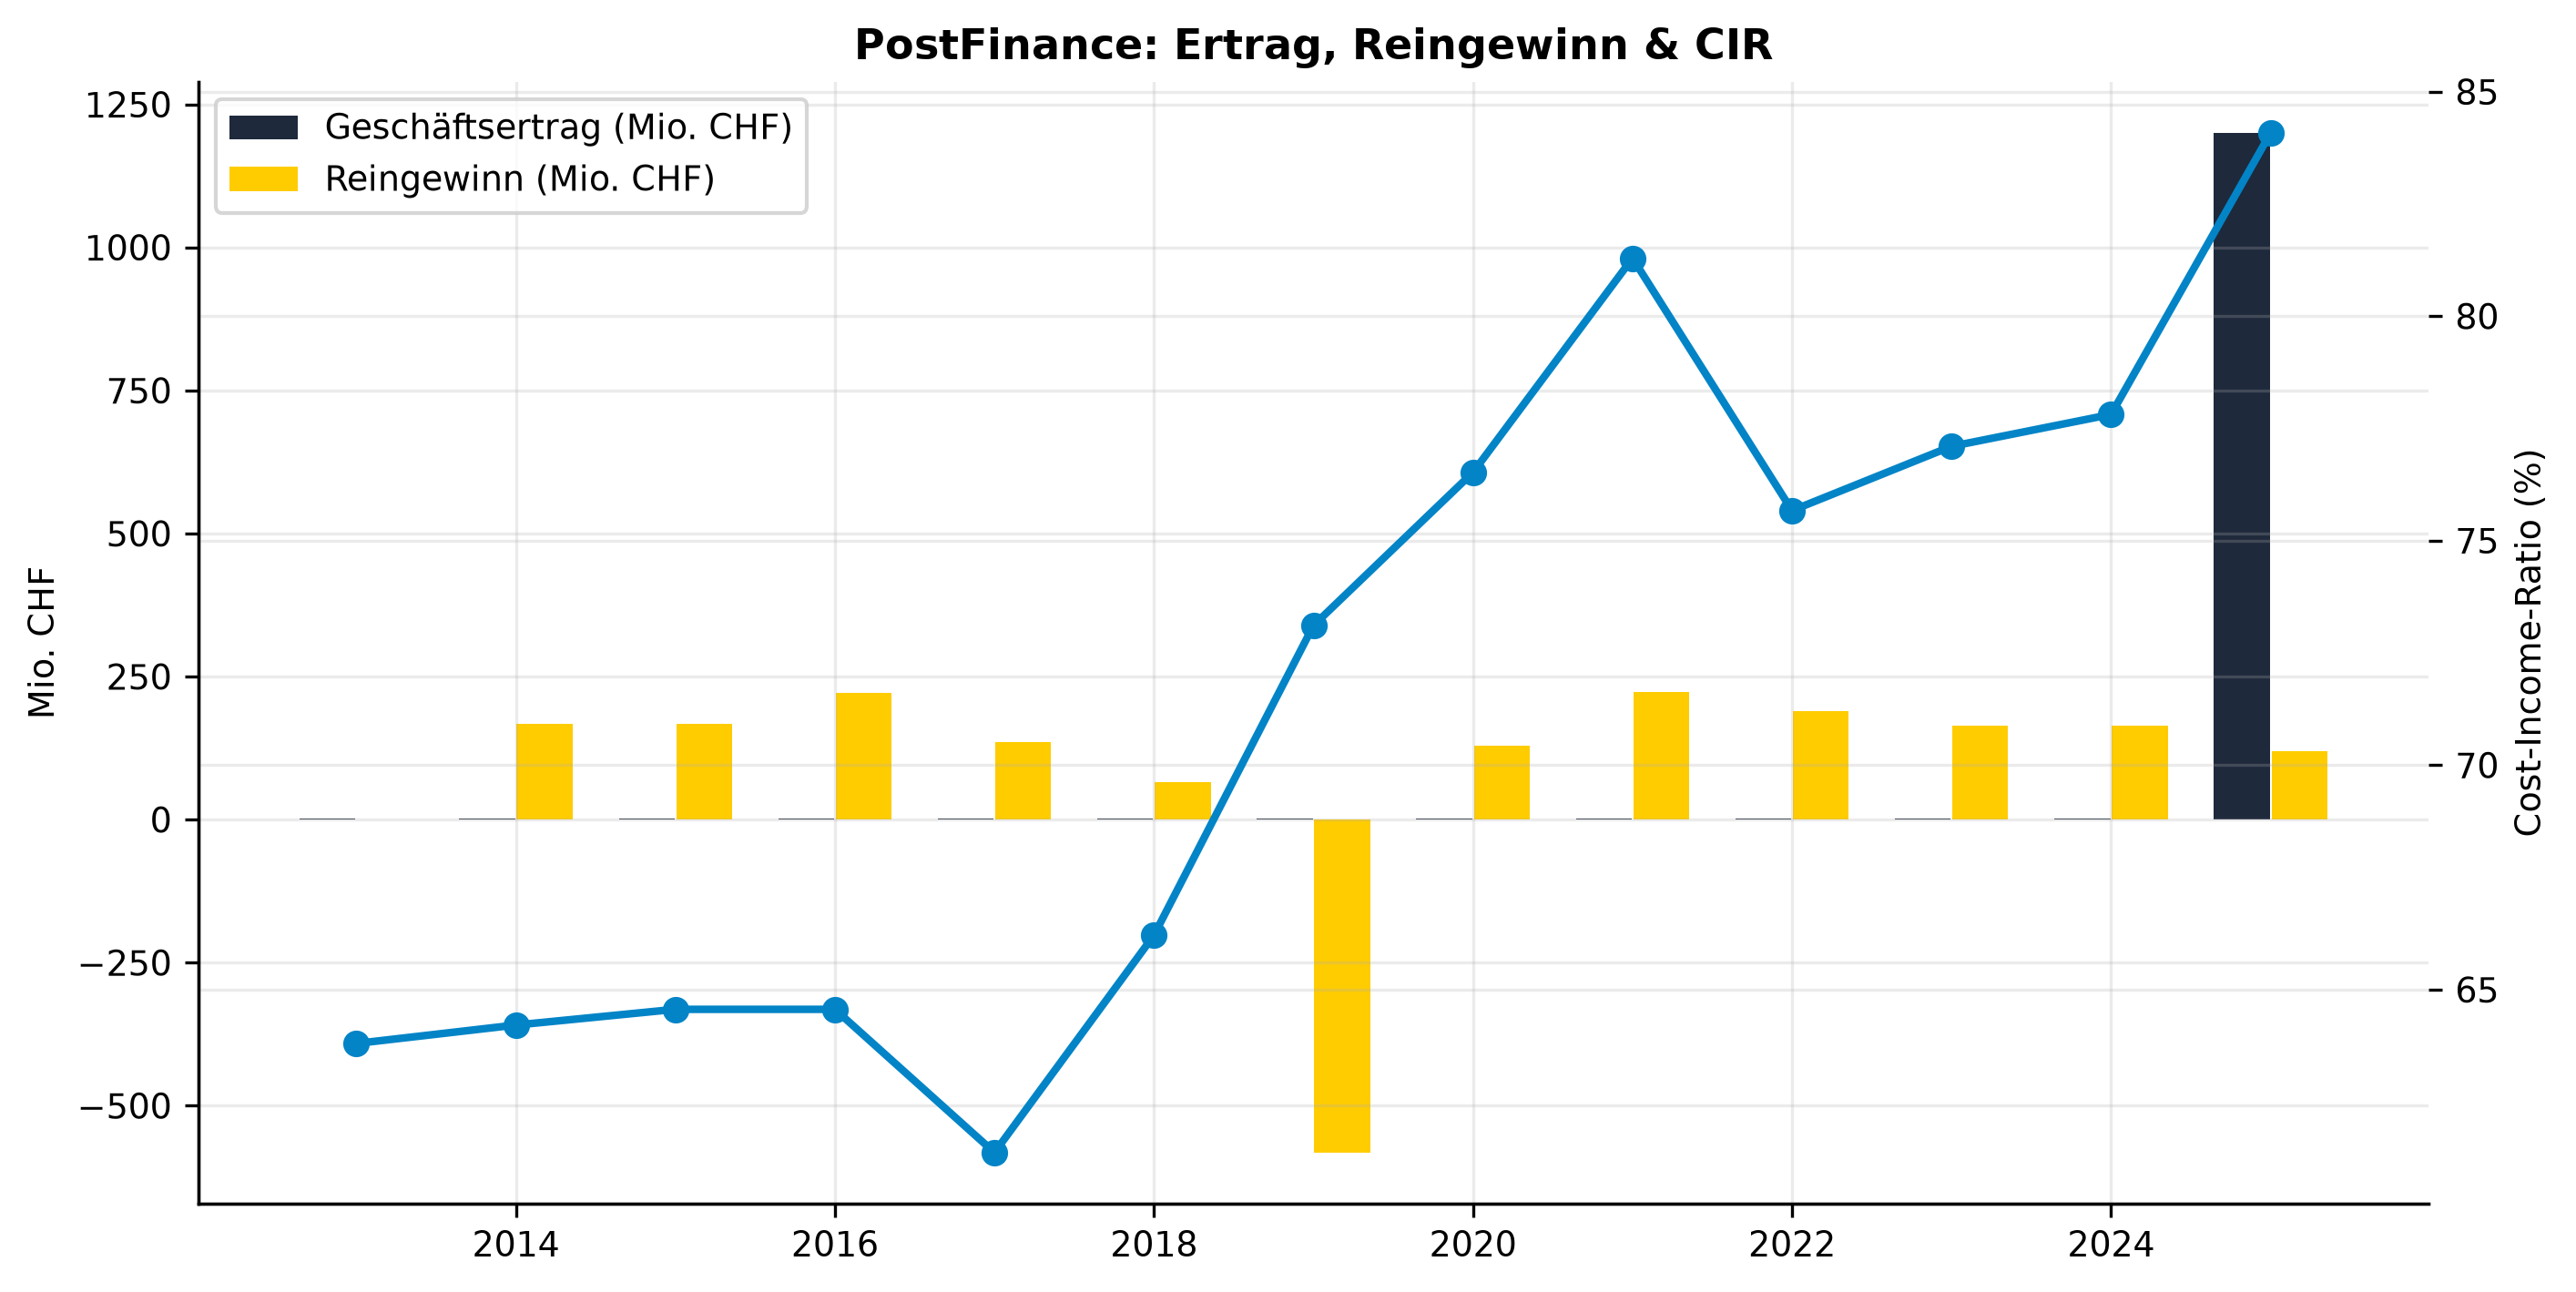 PostFinance: Ertrag, Reingewinn & CIR
Geschäftsertrag (Mio. CHF)
Reingewinn (Mio. CHF)
Mio. CHF
1250
1000
750
500
250
0
−250
−500
85
80
75
70
65
Cost-Income-Ratio (%)
2014 2016 2018 2020 2022 2024